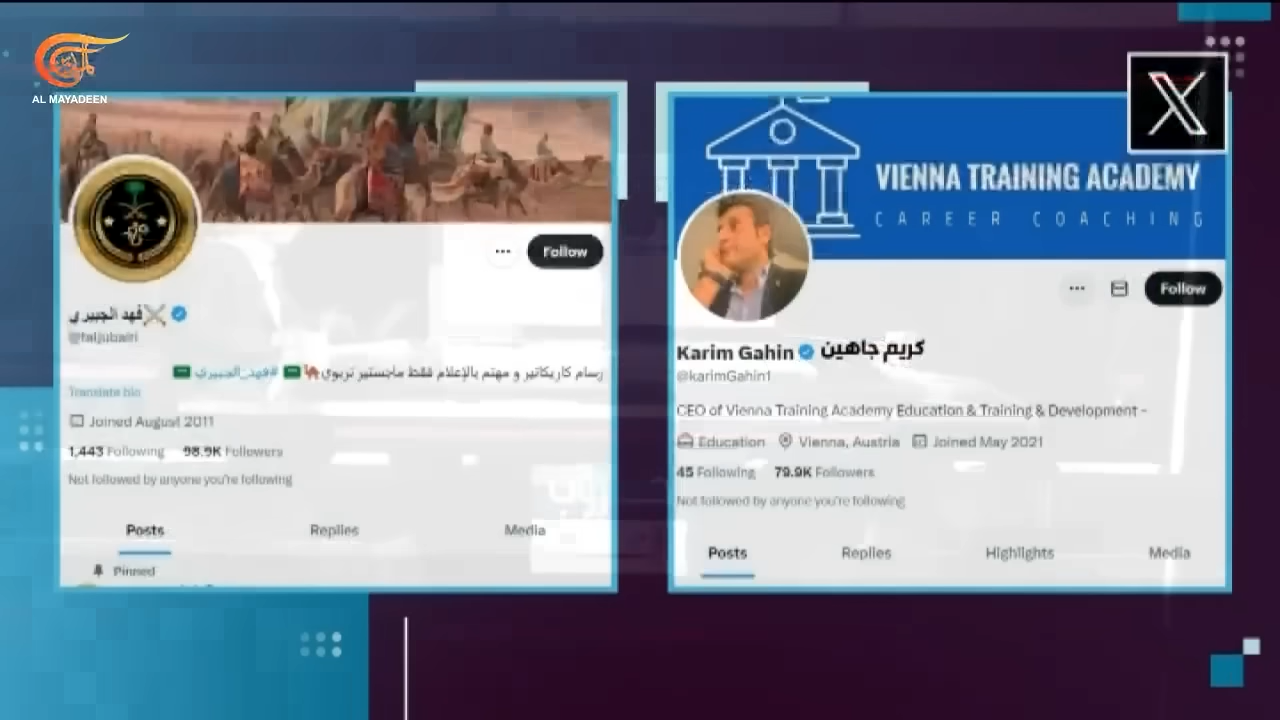 AL MAYADEEN
Follow
فهد الجبيري
@faljubairi
رسام كاريكاتير و مهتم بالإعلام فقط ماجستير تربوي #فهد_الجبيري
Translate bio
Joined August 2011
1,443 Following 98.9K Followers
Not followed by anyone you're following
Posts Replies Media
Pinned
X
VIENNA TRAINING ACADEMY
CAREER COACHING
Follow
Karim Gahin كريم جاهين
@karimGahin1
CEO of Vienna Training Academy Education & Training & Development -
Education Vienna, Austria Joined May 2021
45 Following 79.9K Followers
Not followed by anyone you're following
Posts Replies Highlights Media